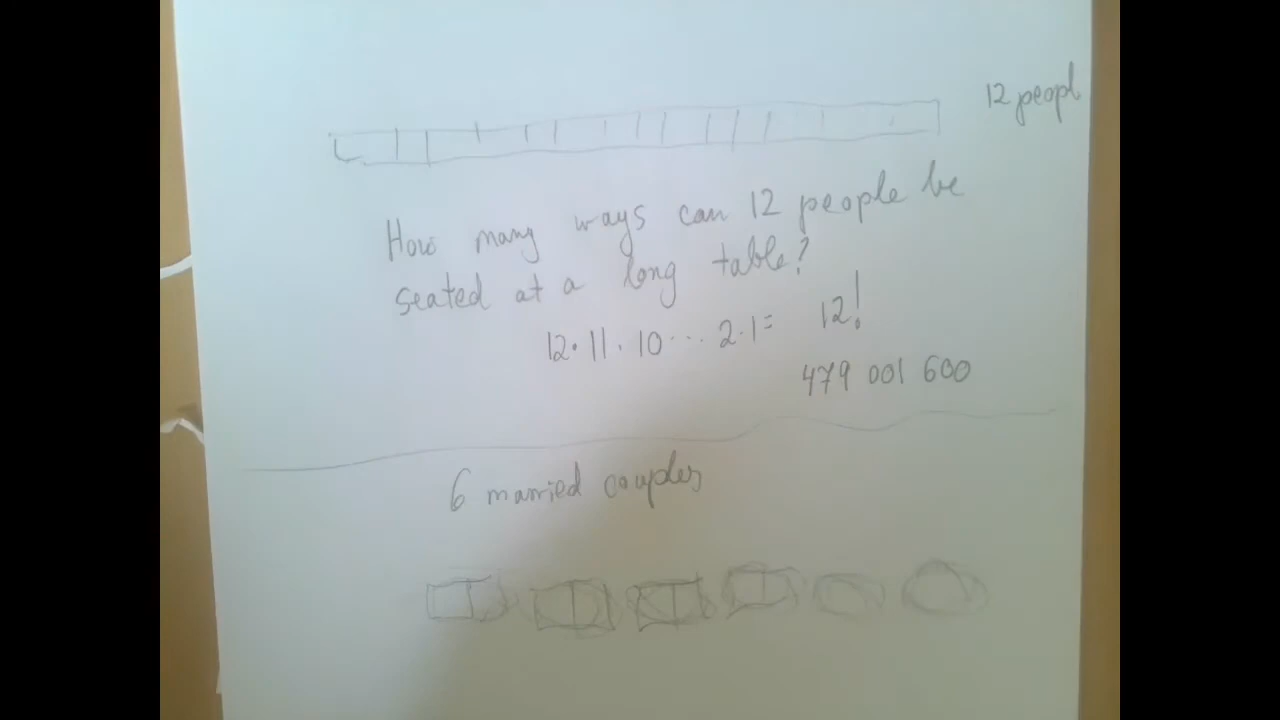 12 peopl
How many ways can 12 people be
seated at a long table?
12·11·10···2·1= 12!
479 001 600
6 married couples